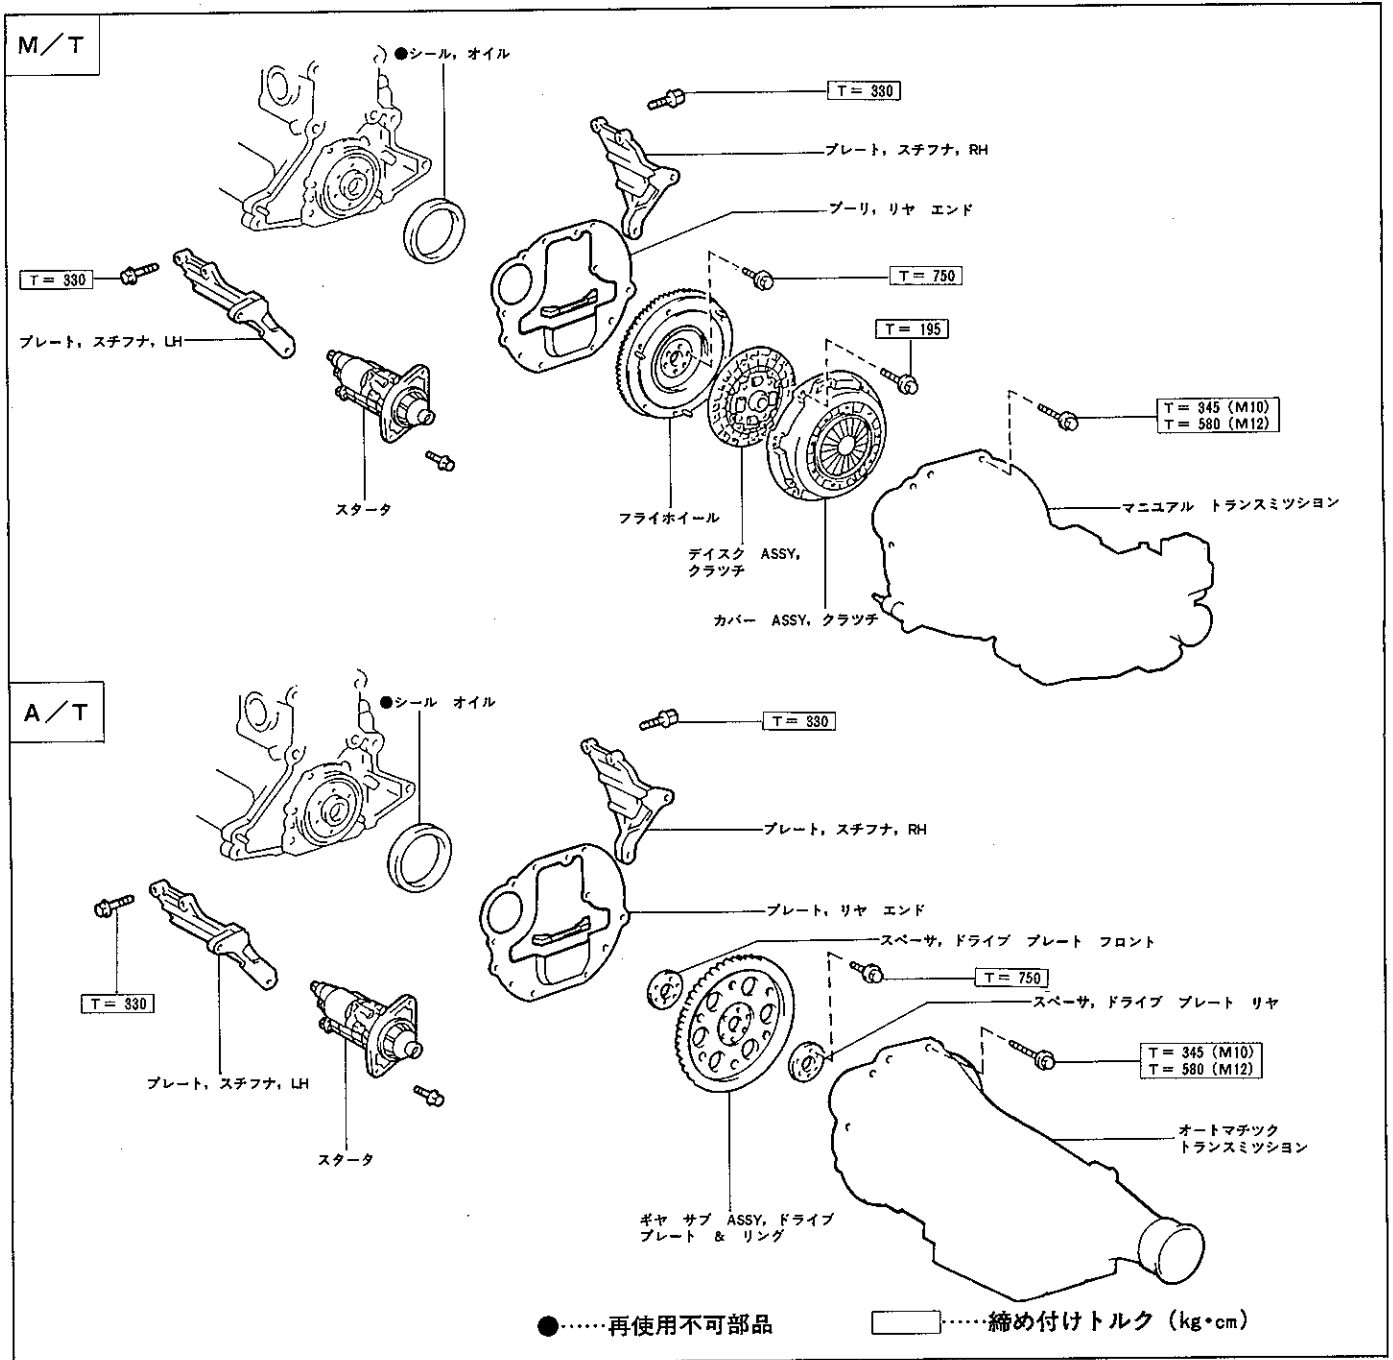 M/T
●シール, オイル
T = 330
プレート, スチフナ, RH
プーリ, リヤ エンド
T = 750
T = 330
T = 195
プレート, スチフナ, LH
T = 345 (M10)
T = 580 (M12)
マニユアル トランスミツシヨン
スタータ
フライホイール
デイスク ASSY,
クラツチ
カバー ASSY, クラツチ
A/T
●シール オイル
T = 330
プレート, スチフナ, RH
プレート, リヤ エンド
スペーサ, ドライブ プレート フロント
T = 750
スペーサ, ドライブ プレート リヤ
T = 330
T = 345 (M10)
T = 580 (M12)
プレート, スチフナ, LH
オートマチツク
トランスミツシヨン
スタータ
ギヤ サブ ASSY, ドライブ
プレート & リング
●……再使用不可部品
……締め付けトルク (kg・cm)